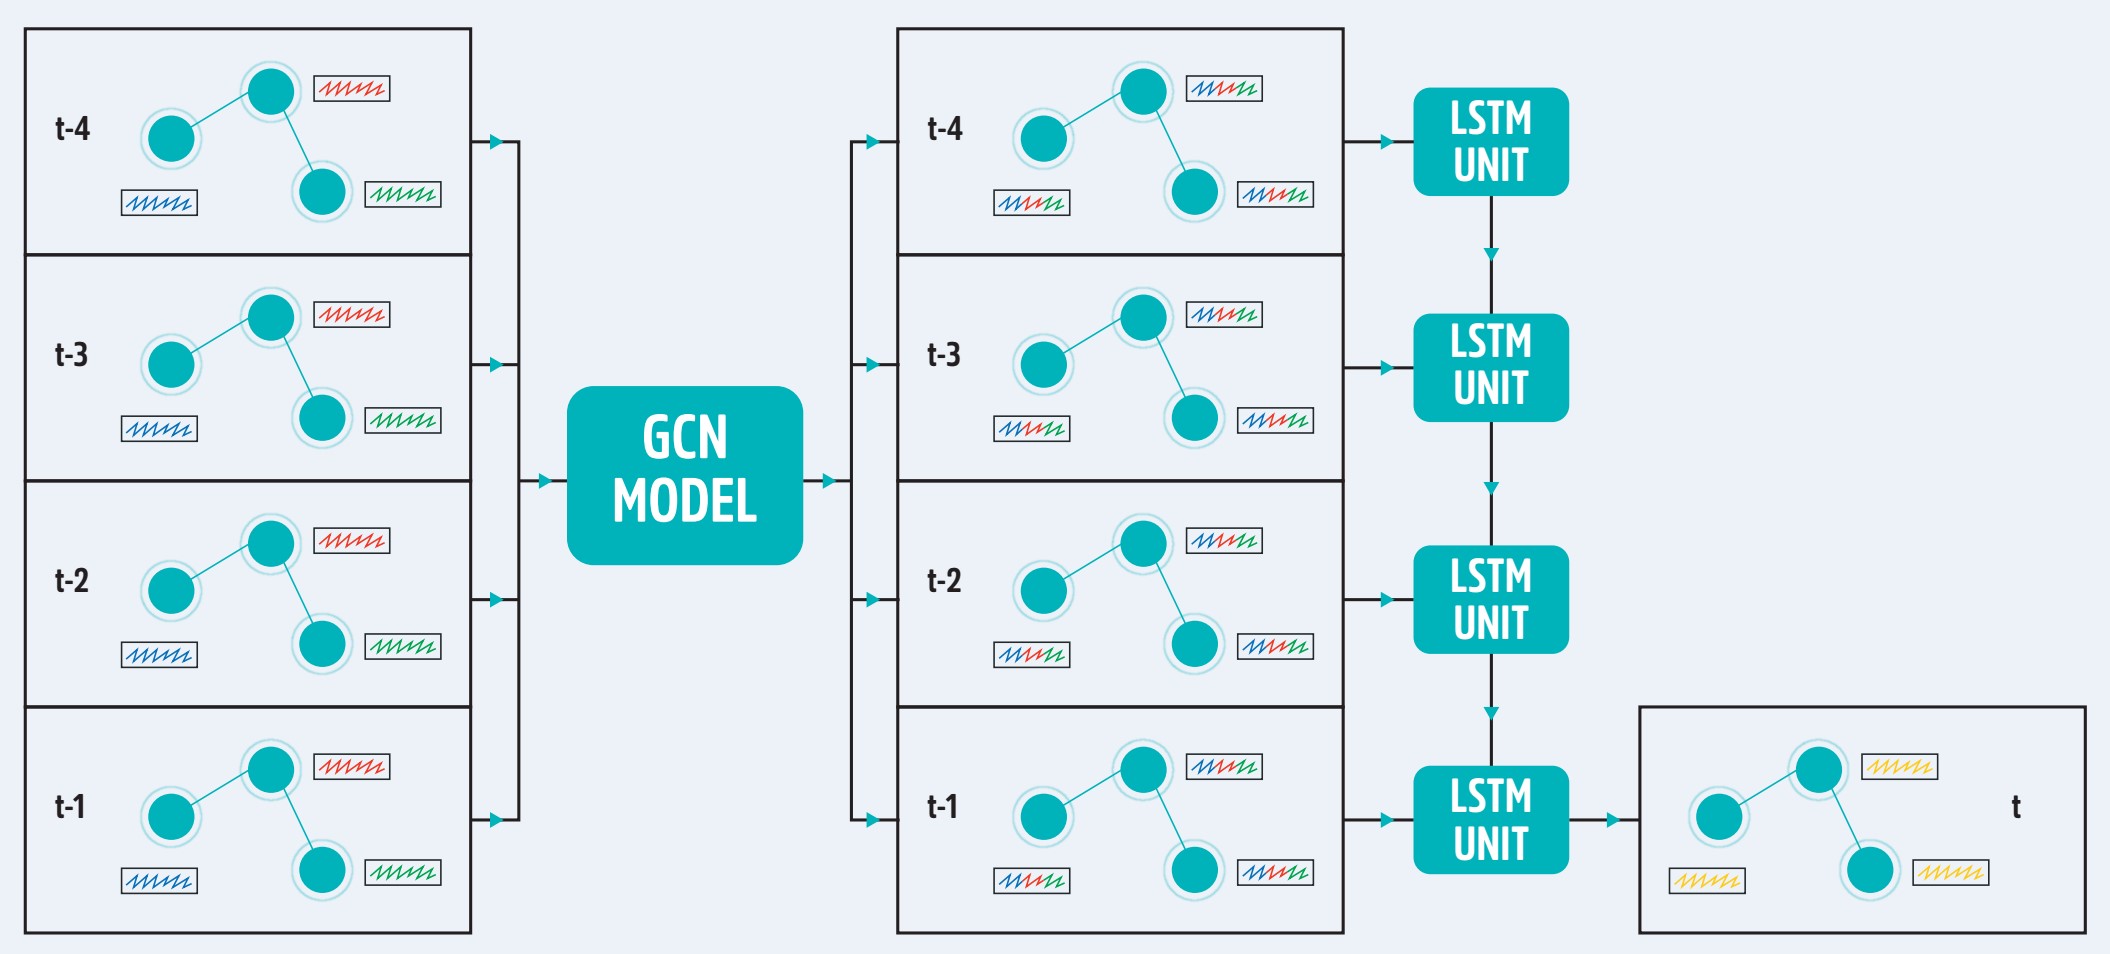 t-4
t-3
t-2
t-1
GCN
MODEL
t-4
t-3
t-2
t-1
LSTM
UNIT
LSTM
UNIT
LSTM
UNIT
LSTM
UNIT
t